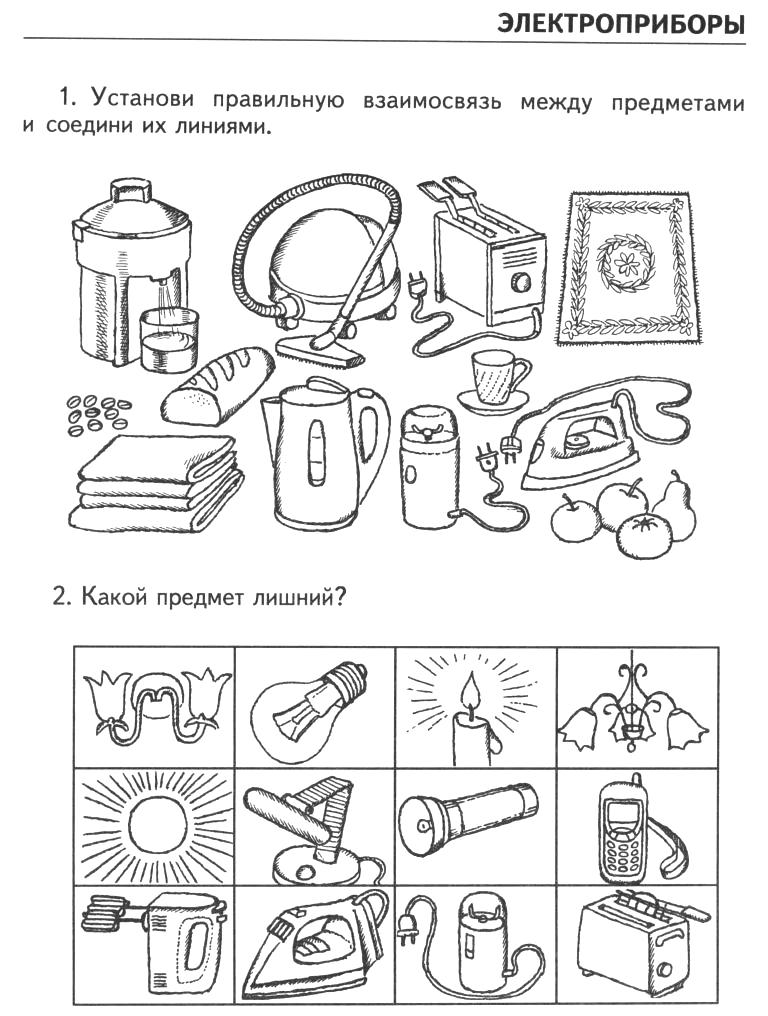 ЭЛЕКТРОПРИБОРЫ
1. Установи правильную взаимосвязь между предметами
и соедини их линиями.
2. Какой предмет лишний?